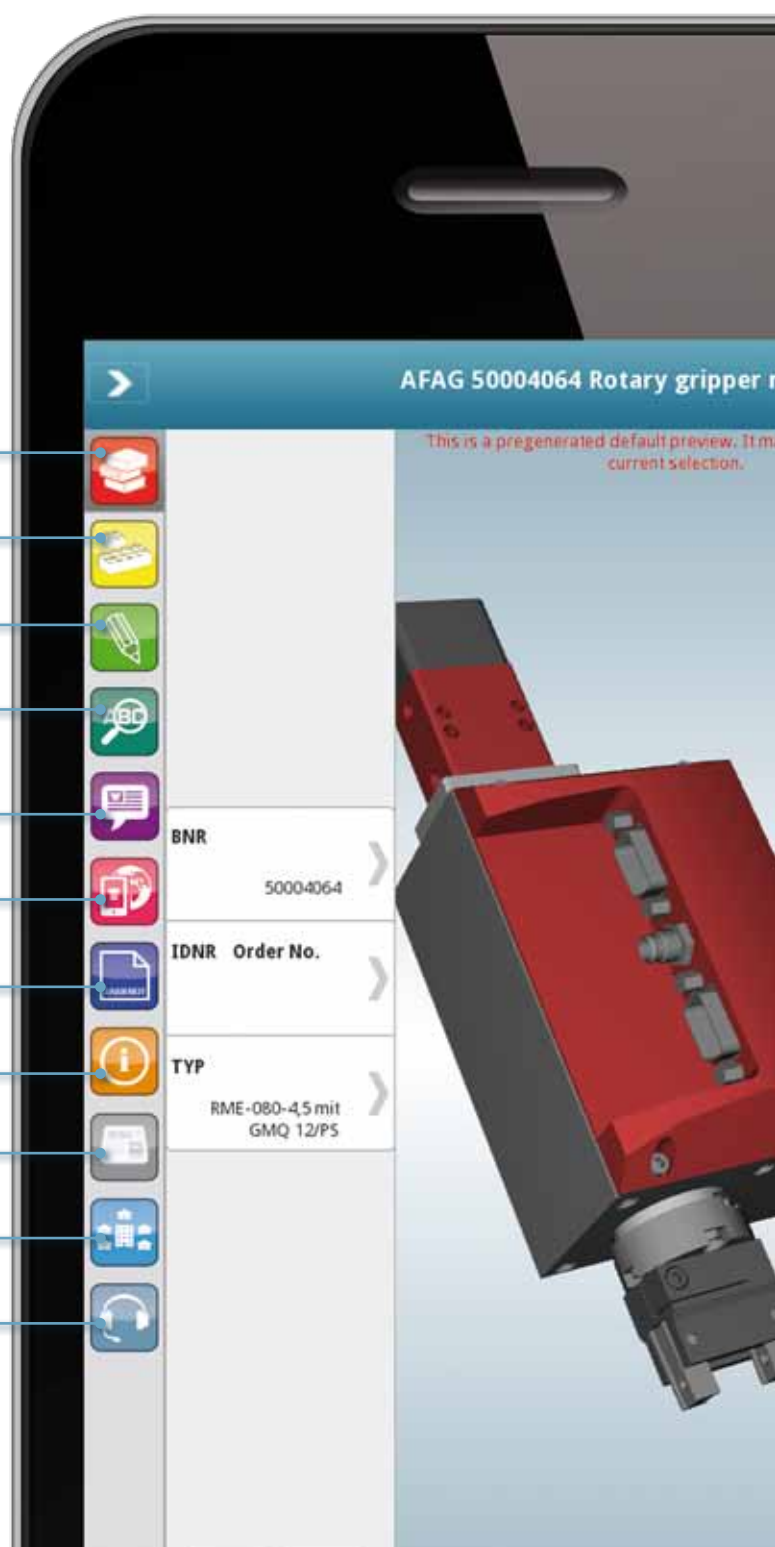 AFAG 50004064 Rotary gripper
This is a pregenerated default preview. It
current selection.
ABC
BNR
50004064
IDNR Order No.
TYP
RME-080-4,5 mit
GMQ 12/PS